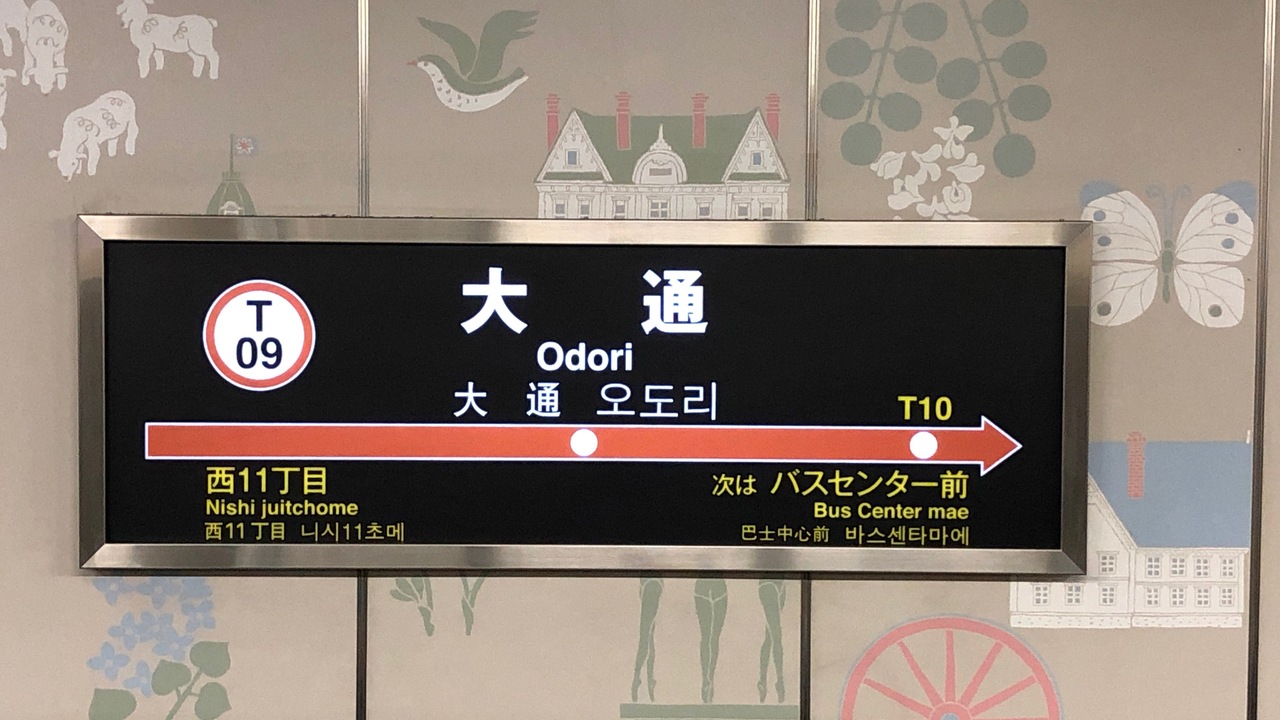 T
09
大 通
Odori
大 通 오도리
T10
西11丁目
Nishi juitchome
西11丁目 니시11초메
次は バスセンター前
Bus Center mae
巴士中心前 바스센타마에